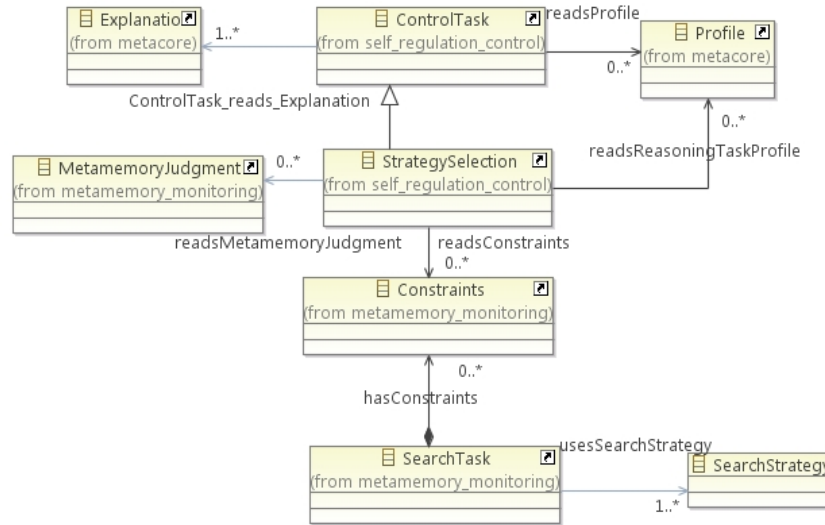 Explanation
(from metacore)
1..*
ControlTask
(from self_regulation_control)
readsProfile
0..*
Profile
(from metacore)
ControlTask_reads_Explanation
0..*
readsReasoningTaskProfile
MetamemoryJudgment
(from metamemory_monitoring)
0..*
StrategySelection
(from self_regulation_control)
readsMetamemoryJudgment
readsConstraints
0..*
Constraints
(from metamemory_monitoring)
0..*
hasConstraints
SearchTask
(from metamemory_monitoring)
usesSearchStrategy
1..*
SearchStrategy